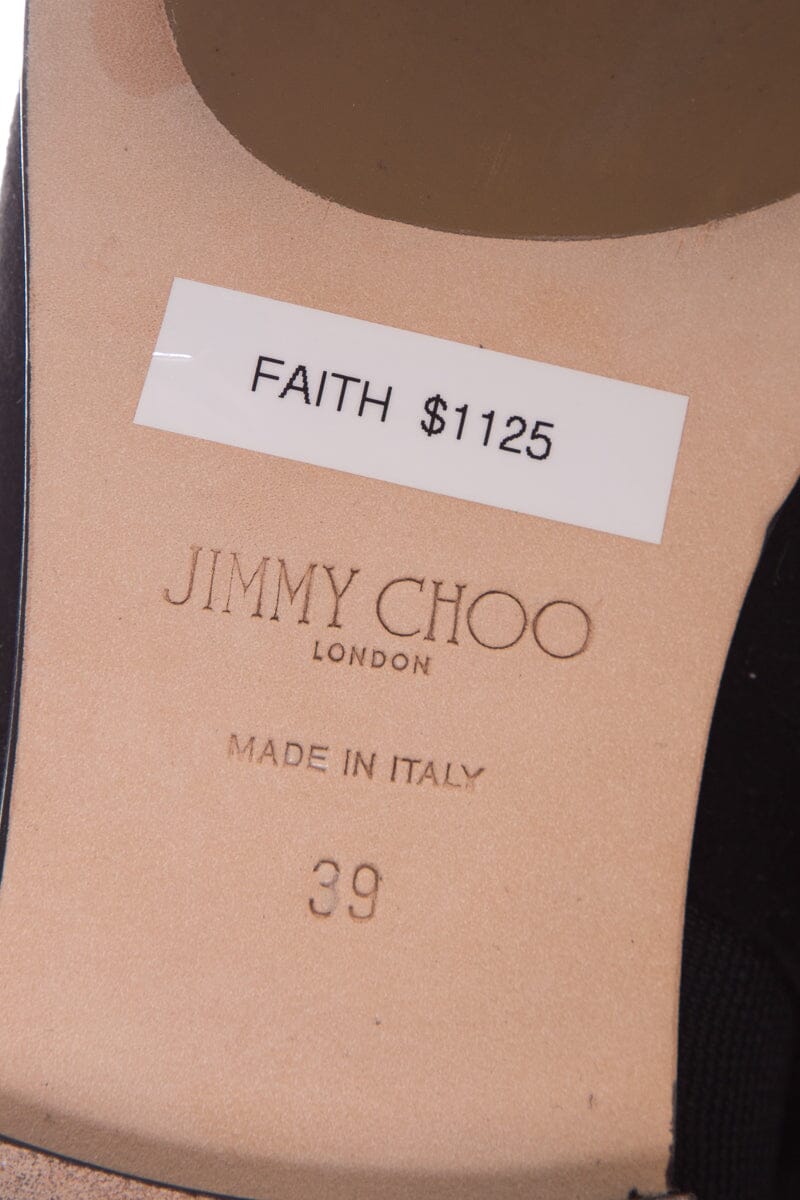 FAITH $1125
JIMMY CHOO
LONDON
MADE IN ITALY
39